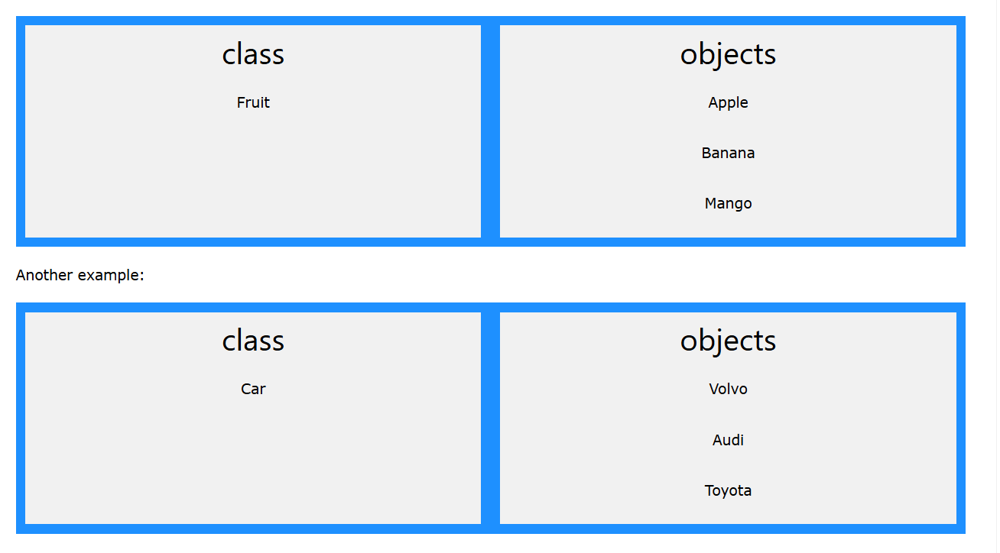 class
Fruit
objects
Apple
Banana
Mango
Another example:
class
Car
objects
Volvo
Audi
Toyota